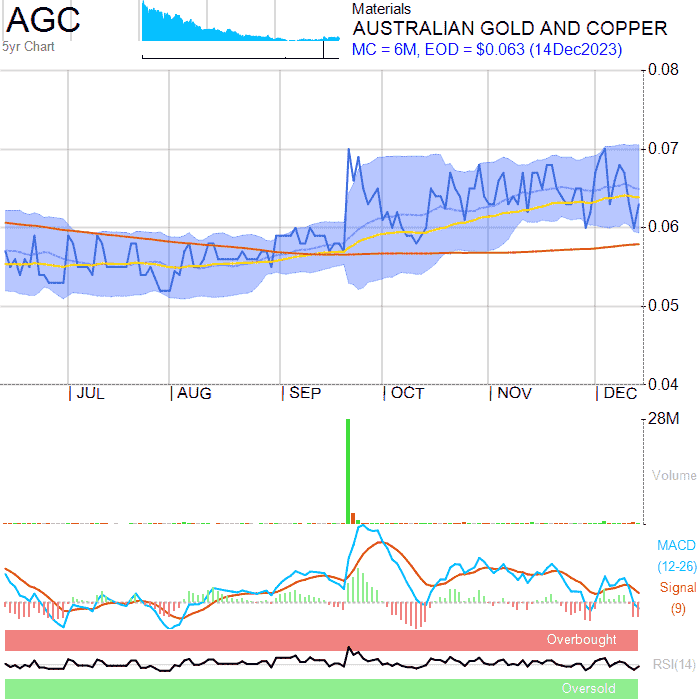 AGC
5yr Chart
Materials
AUSTRALIAN GOLD AND COPPER
MC = 6M, EOD = $0.063 (14Dec2023)
0.08
0.07
0.06
0.05
0.04
JUL AUG SEP OCT NOV DEC
28M
Volume
MACD
(12-26)
Signal
(9)
Overbought
RSI(14)
Oversold